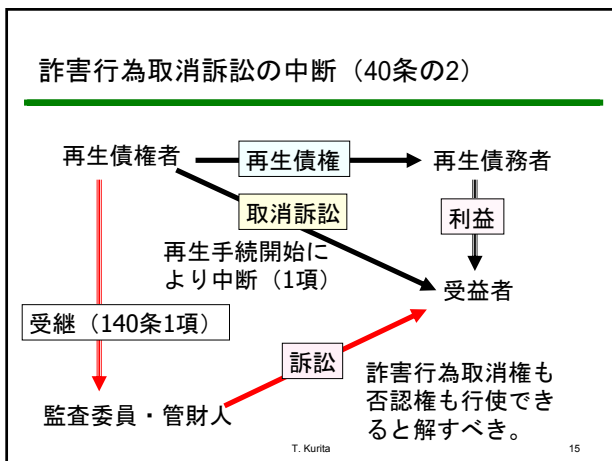 詐害行為取消訴訟の中断（40条の2）
再生債権者
再生債権
再生債務者
取消訴訟
利益
再生手続開始に
より中断（1項）
受益者
受継（140条1項）
訴訟
詐害行為取消権も
否認権も行使でき
ると解すべき。
監査委員・管財人
T. Kurita
15